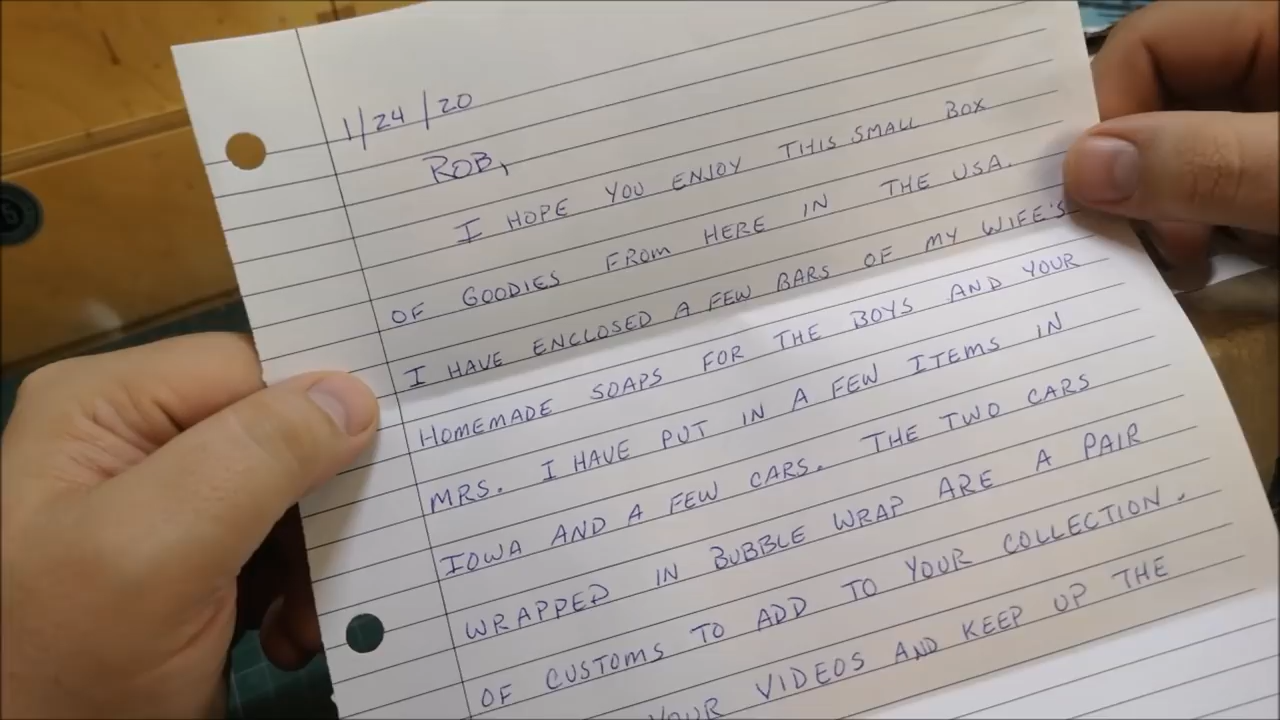 1/24/20
ROB,
I HOPE YOU ENJOY THIS SMALL BOX
OF GOODIES FROM HERE IN THE USA.
I HAVE ENCLOSED A FEW BARS OF MY WIFE'S
HOMEMADE SOAPS FOR THE BOYS AND YOUR
MRS. I HAVE PUT IN A FEW ITEMS IN
IOWA AND A FEW CARS. THE TWO CARS
WRAPPED IN BUBBLE WRAP ARE A PAIR
OF CUSTOMS TO ADD TO YOUR COLLECTION.
YOUR VIDEOS AND KEEP UP THE